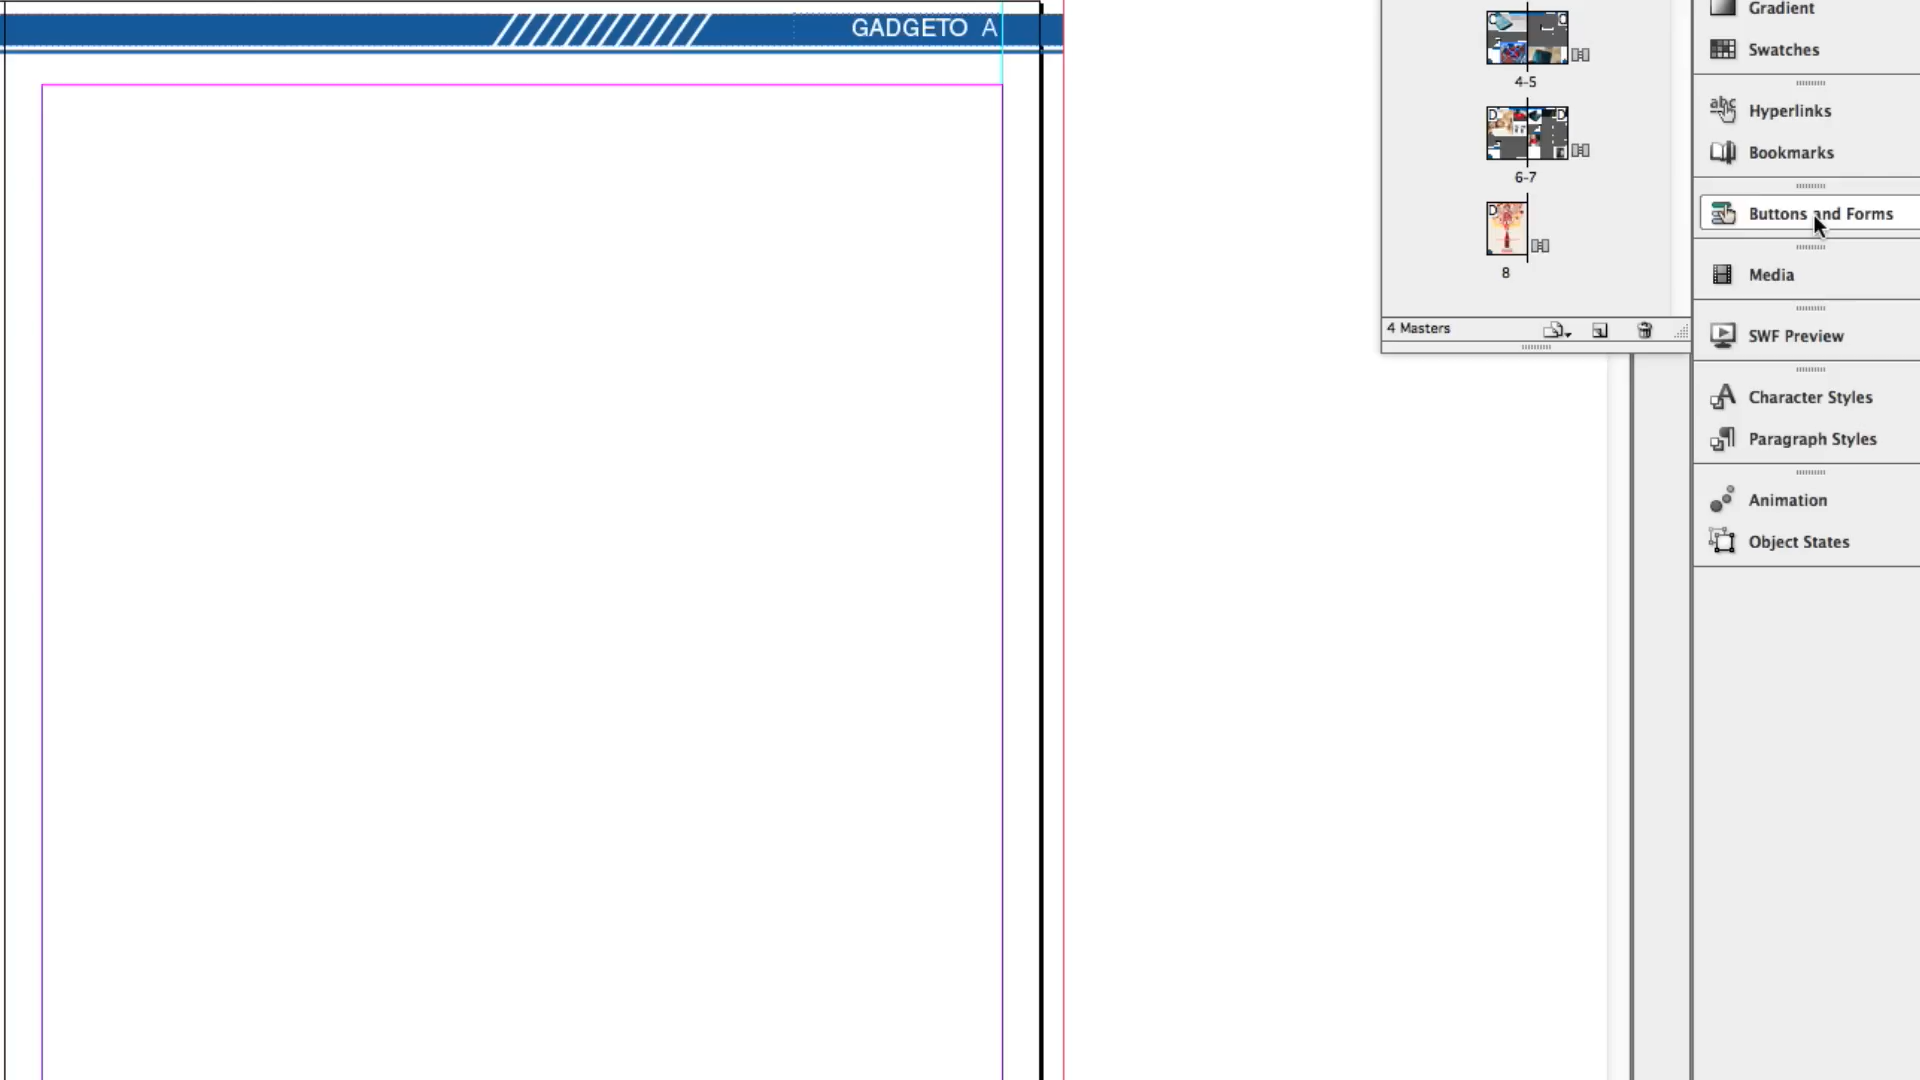 GADGETO A
4-5
6-7
8
4 Masters
Gradient
Swatches
Hyperlinks
Bookmarks
Buttons and Forms
Media
SWF Preview
Character Styles
Paragraph Styles
Animation
Object States